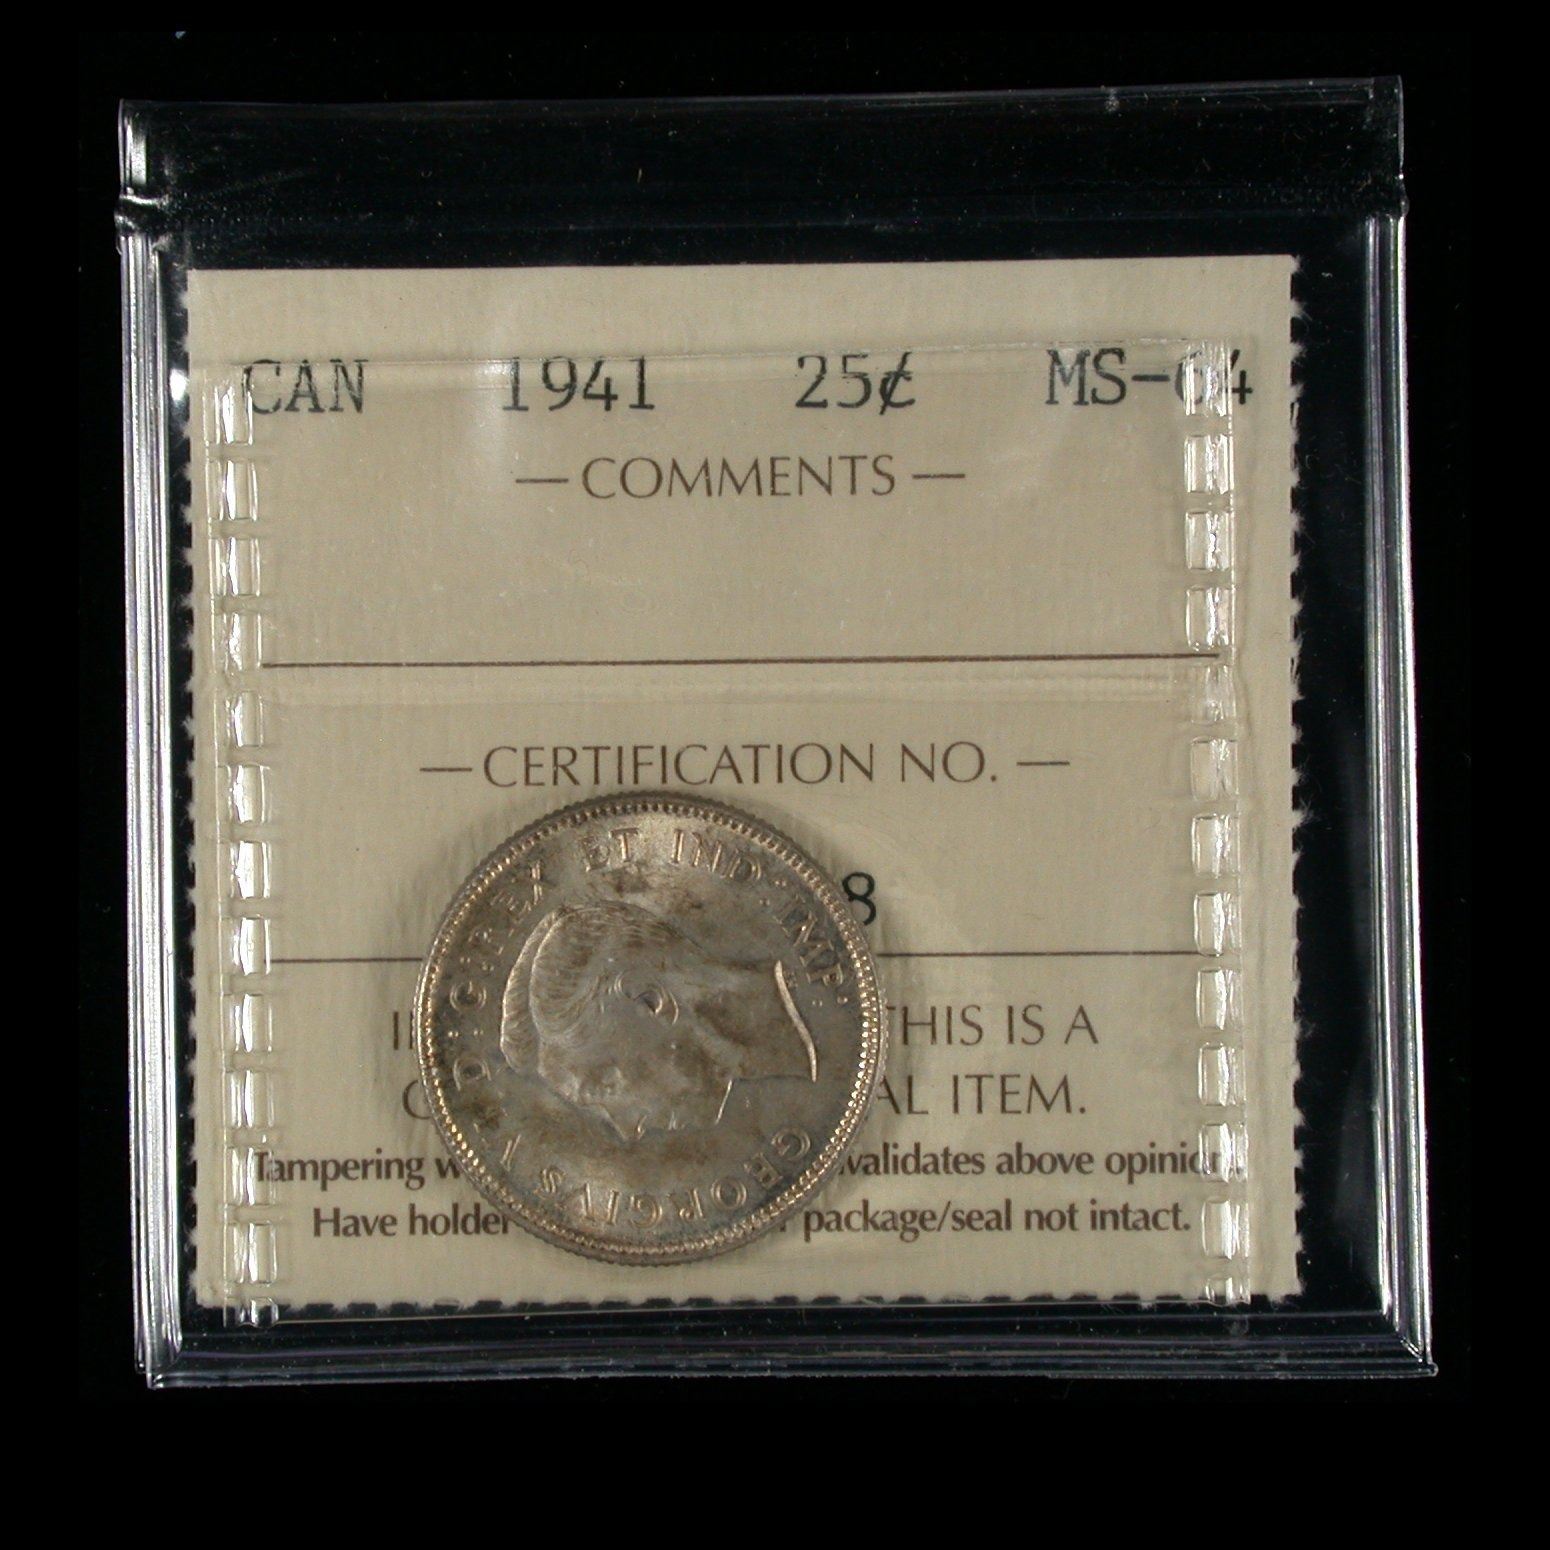 CAN 1941 25¢ MS-64
— COMMENTS —
— CERTIFICATION NO. —
8
THIS IS A
ITEM.
Tampering validates above opinion.
Have holder package/seal not intact.
GEORGIVS VI D:G:REX ET IND:IMP: